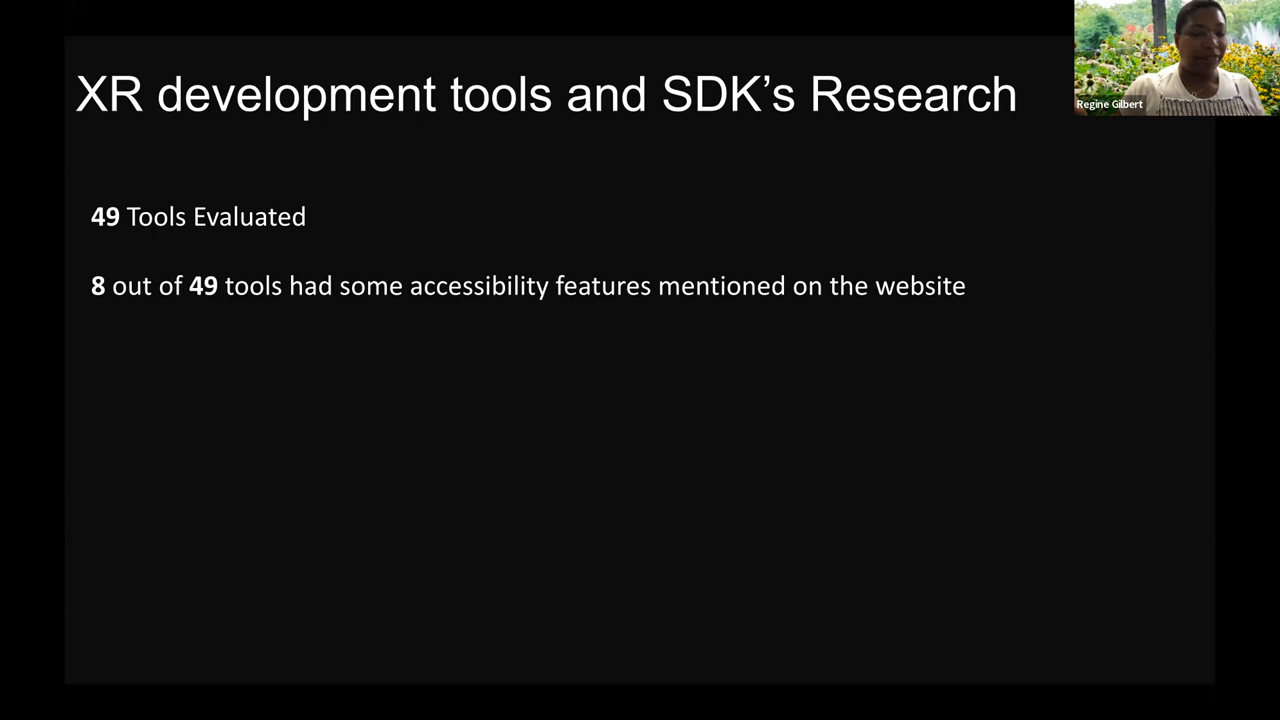 XR development tools and SDK’s Research
Regine Gilbert
49 Tools Evaluated
8 out of 49 tools had some accessibility features mentioned on the website